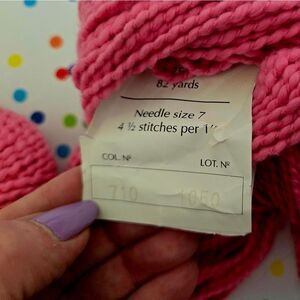 82 yards
Needle size 7
4 ½ stitches per 1"
COL. Nº LOT. Nº
710 1050